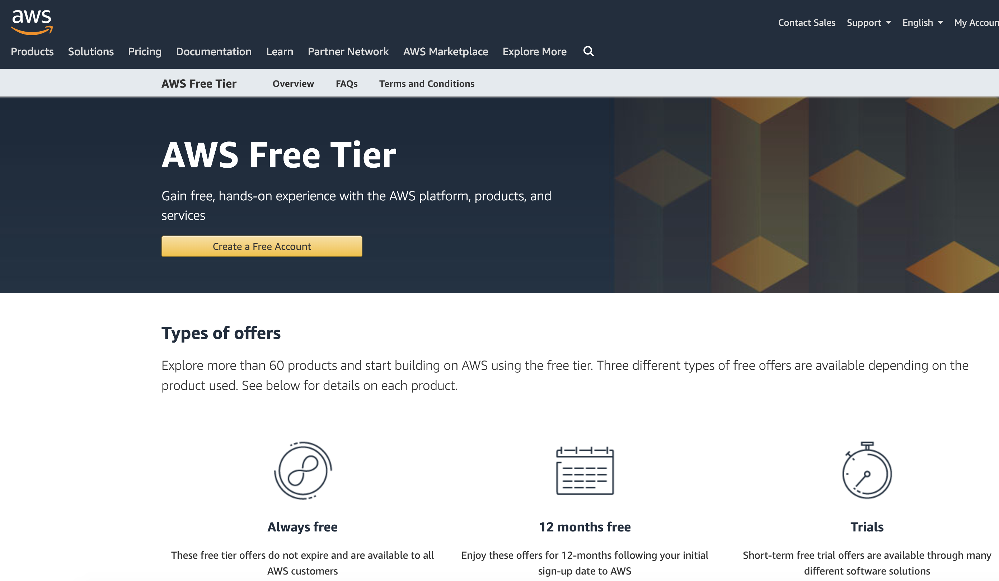 aws
Contact Sales Support English My Accoun
Products Solutions Pricing Documentation Learn Partner Network AWS Marketplace Explore More
AWS Free Tier Overview FAQs Terms and Conditions
AWS Free Tier
Gain free, hands-on experience with the AWS platform, products, and
services
Create a Free Account
Types of offers
Explore more than 60 products and start building on AWS using the free tier. Three different types of free offers are available depending on the
product used. See below for details on each product.
Always free
These free tier offers do not expire and are available to all
AWS customers
12 months free
Enjoy these offers for 12-months following your initial
sign-up date to AWS
Trials
Short-term free trial offers are available through many
different software solutions